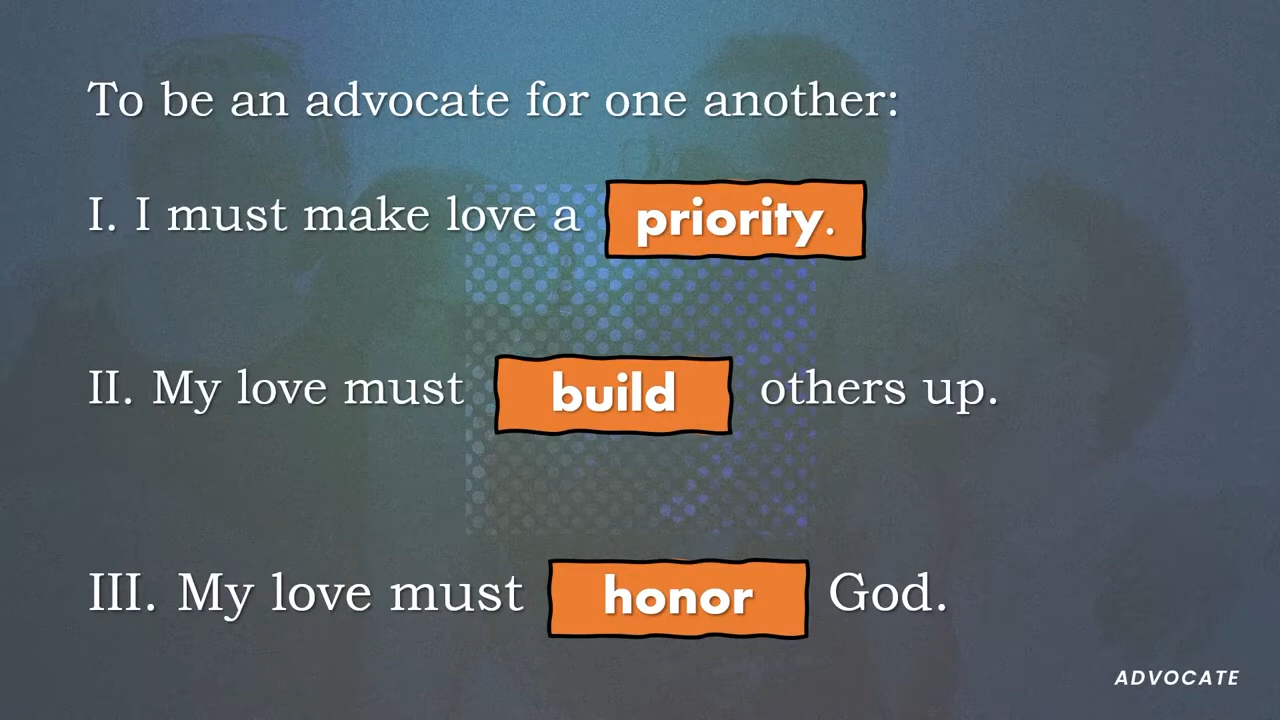 To be an advocate for one another:
I. I must make love a priority.
II. My love must build others up.
III. My love must honor God.
ADVOCATE